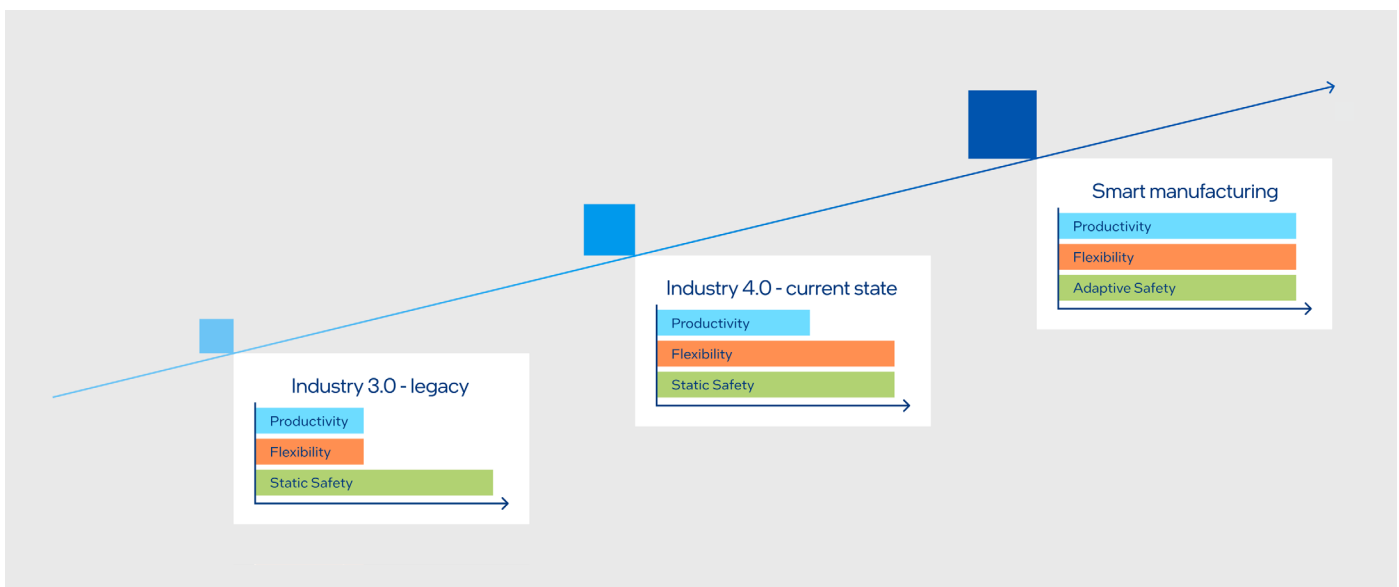 Industry 3.0 - legacy
Productivity
Flexibility
Static Safety
Industry 4.0 - current state
Productivity
Flexibility
Static Safety
Smart manufacturing
Productivity
Flexibility
Adaptive Safety